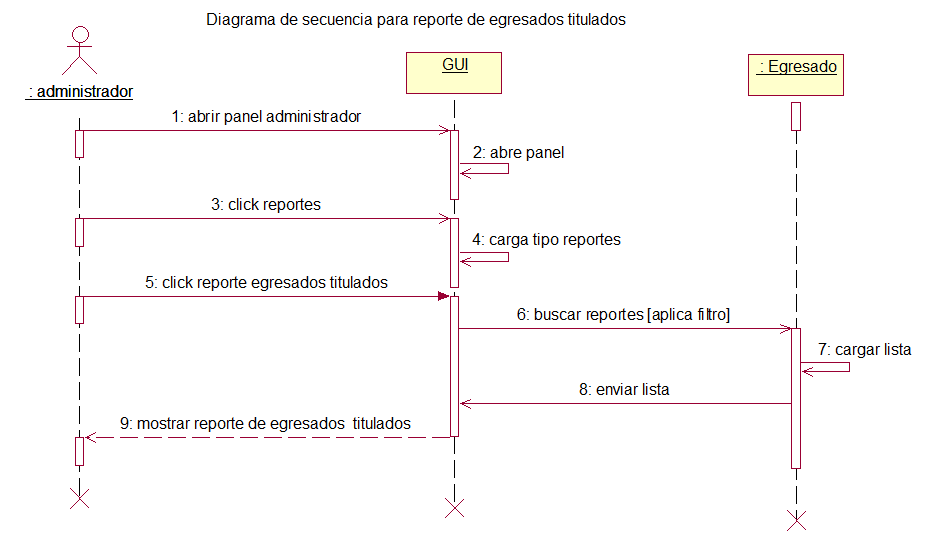 Diagrama de secuencia para reporte de egresados titulados
GUI
: Egresado
: administrador
1: abrir panel administrador
2: abre panel
3: click reportes
4: carga tipo reportes
5: click reporte egresados titulados
6: buscar reportes [aplica filtro]
7: cargar lista
8: enviar lista
9: mostrar reporte de egresados titulados